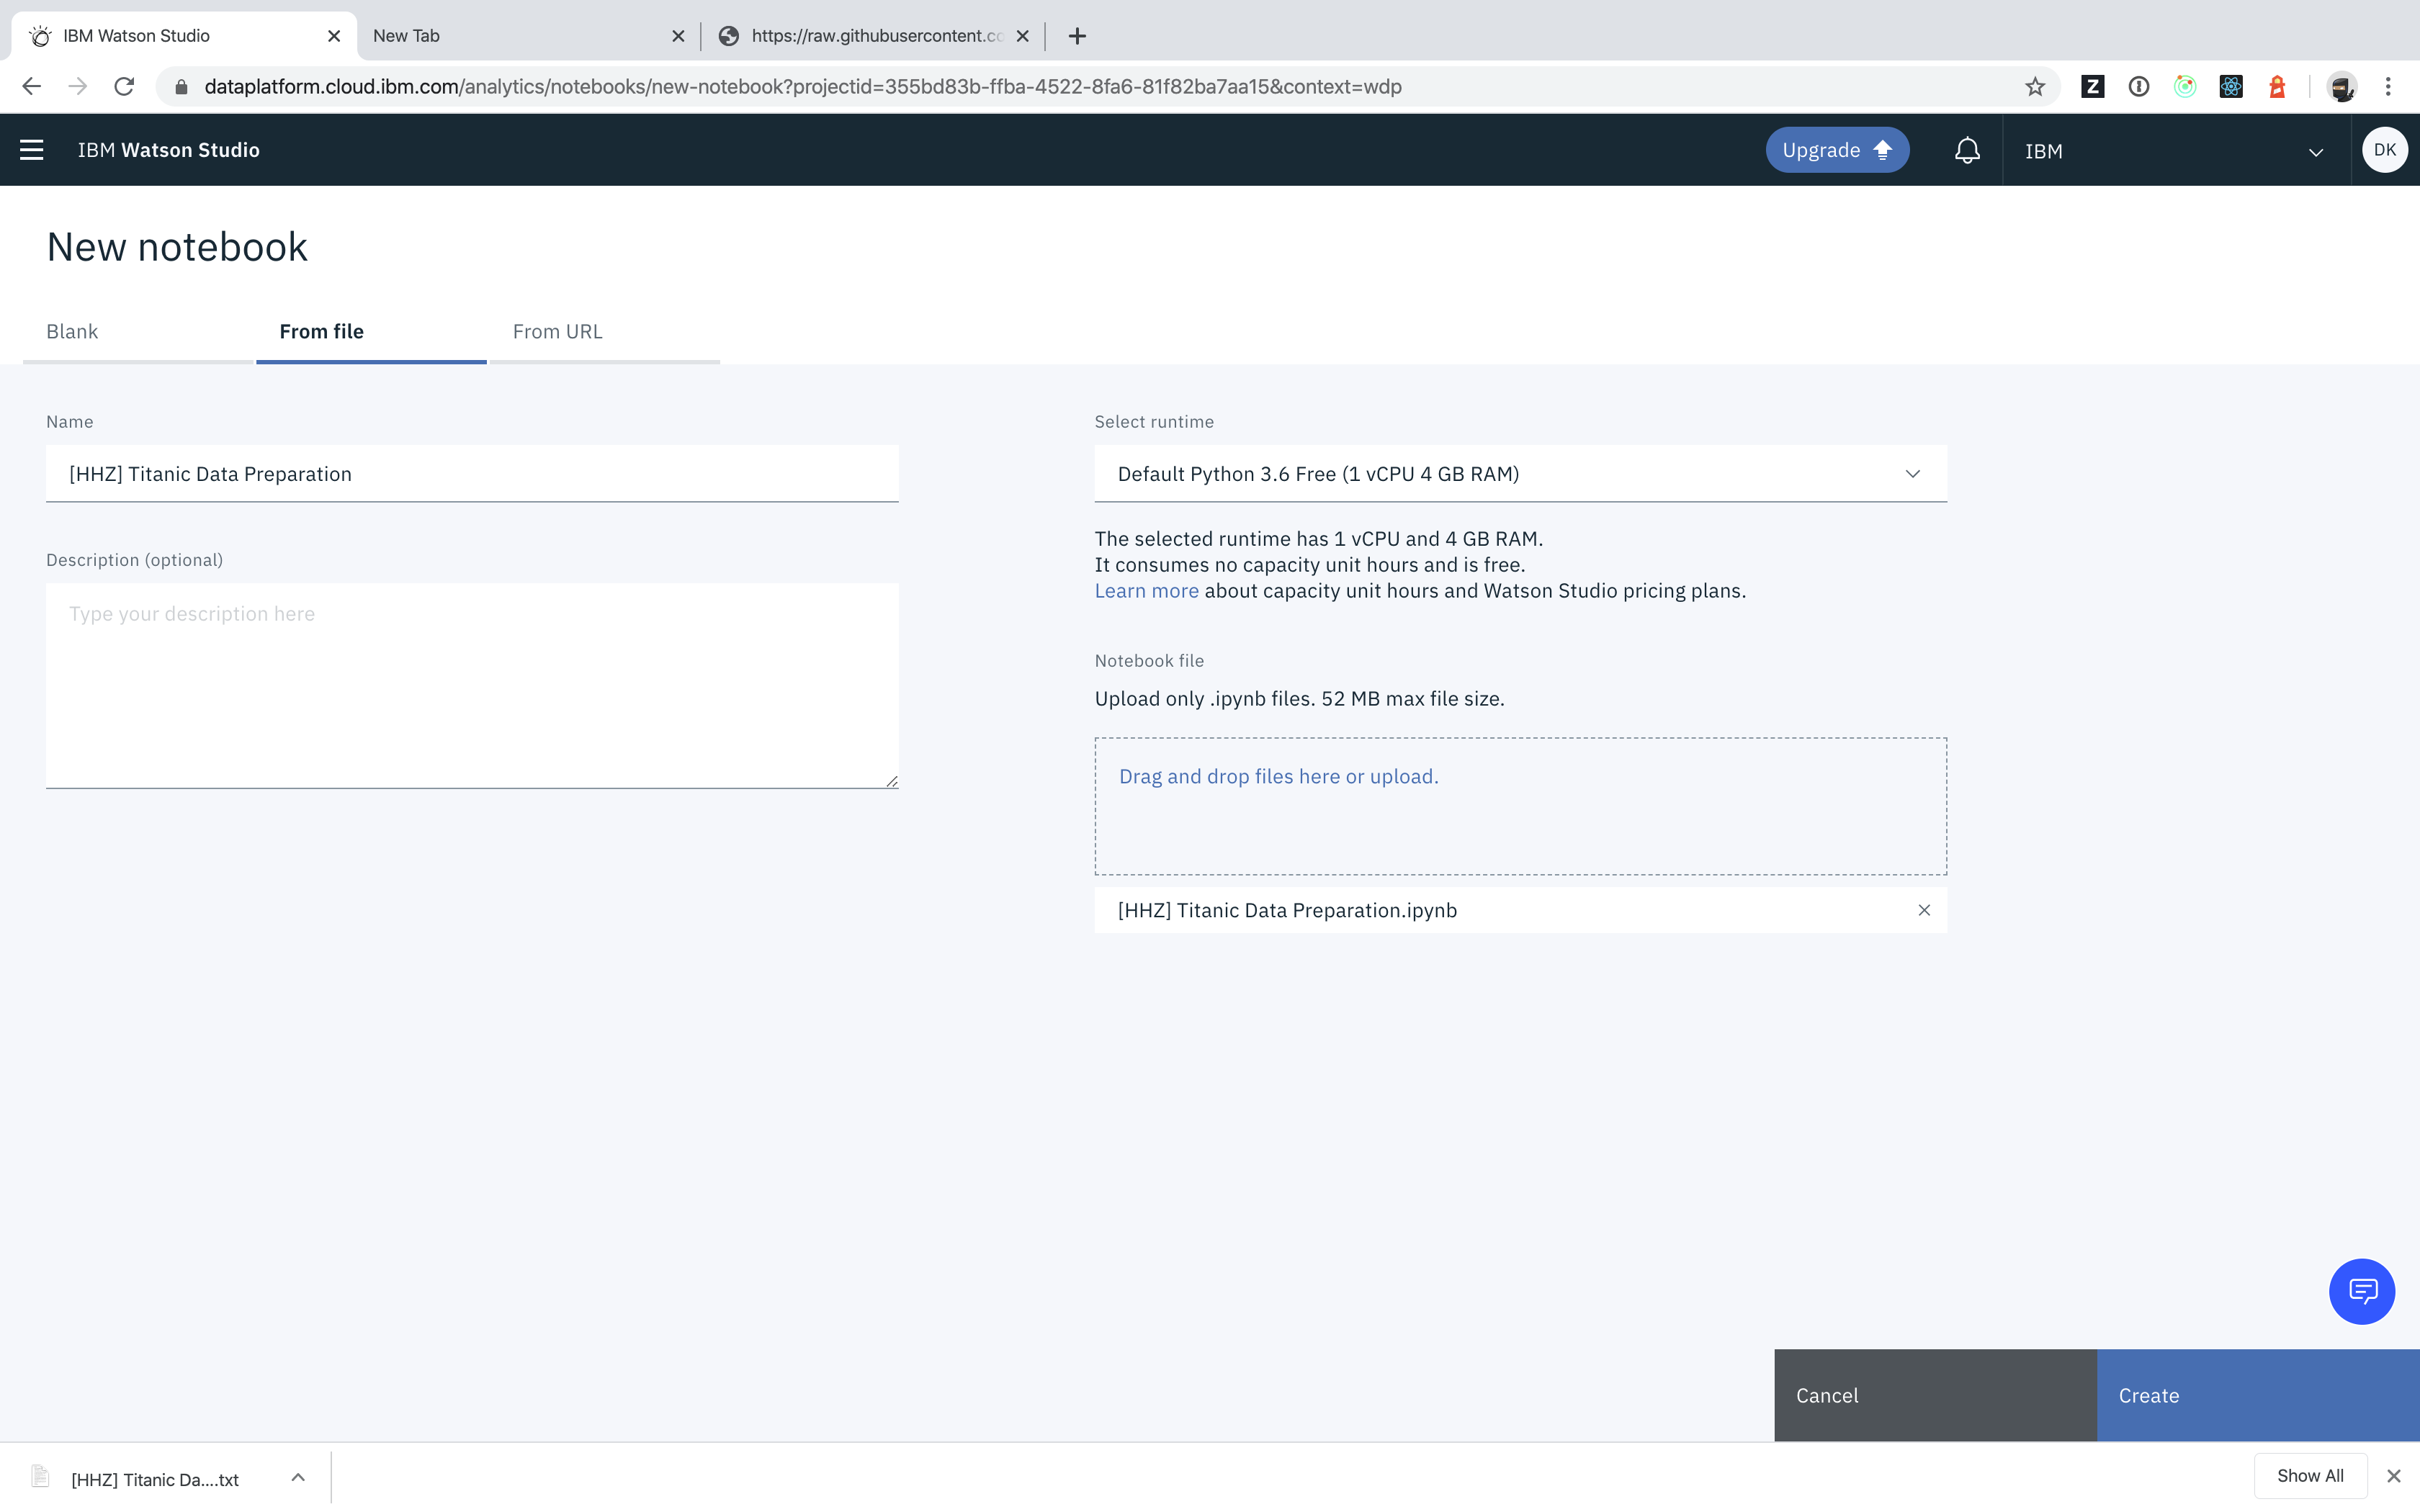 IBM Watson Studio
New Tab
https://raw.githubusercontent.co
dataplatform.cloud.ibm.com/analytics/notebooks/new-notebook?projectid=355bd83b-ffba-4522-8fa6-81f82ba7aa15&context=wdp
IBM Watson Studio
Upgrade
IBM
DK
New notebook
Blank
From file
From URL
Name
[HHZ] Titanic Data Preparation
Description (optional)
Type your description here
Select runtime
Default Python 3.6 Free (1 vCPU 4 GB RAM)
The selected runtime has 1 vCPU and 4 GB RAM.
It consumes no capacity unit hours and is free.
Learn more about capacity unit hours and Watson Studio pricing plans.
Notebook file
Upload only .ipynb files. 52 MB max file size.
Drag and drop files here or upload.
[HHZ] Titanic Data Preparation.ipynb
Cancel
Create
[HHZ] Titanic Da....txt
Show All